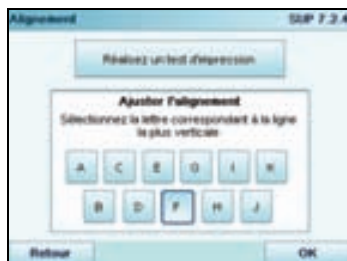 Alignement SUP 7.2.4
Réalisez un test d'impression
Ajuster l'alignement
Sélectionnez la lettre correspondant à la ligne
la plus verticale
A C E G I K
B D F H J
Retour OK